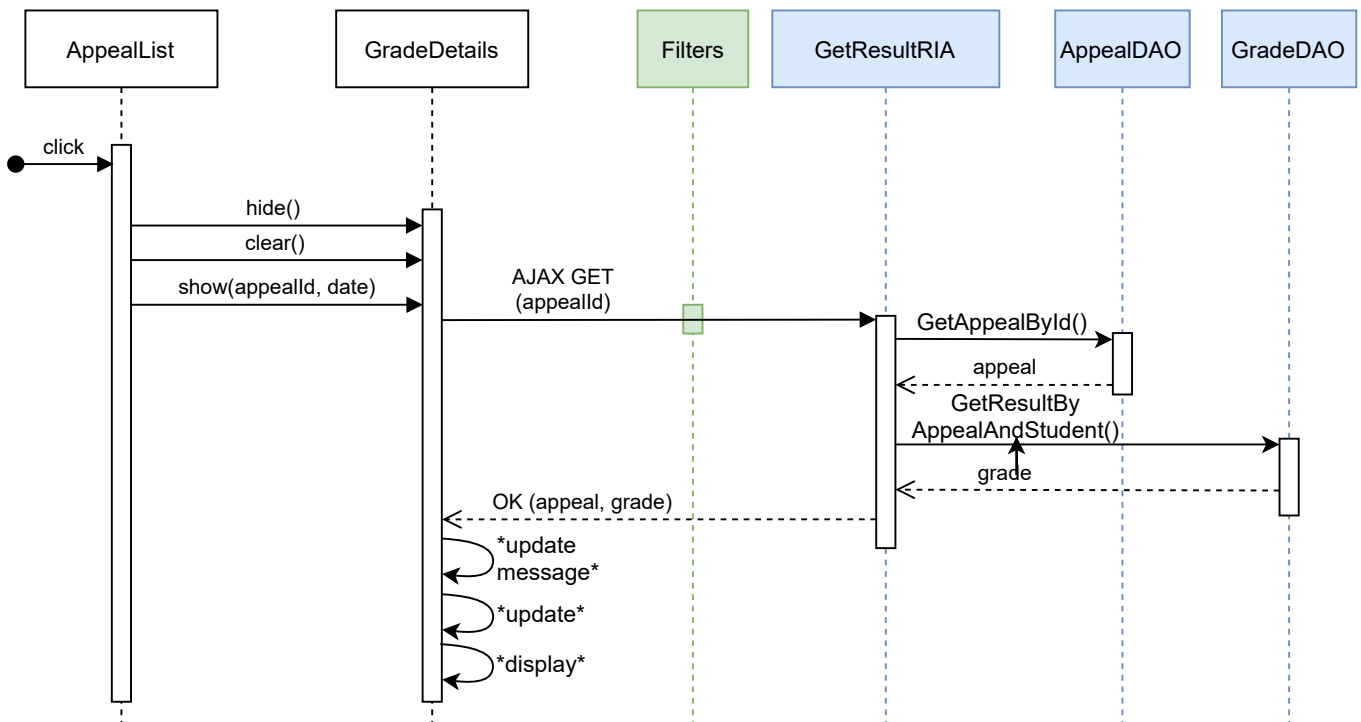 AppealList
GradeDetails
Filters
GetResultRIA
AppealDAO
GradeDAO
click
hide()
clear()
show(appealId, date)
AJAX GET
(appealId)
GetAppealById()
appeal
GetResultBy
AppealAndStudent()
grade
OK (appeal, grade)
*update
message*
*update*
*display*